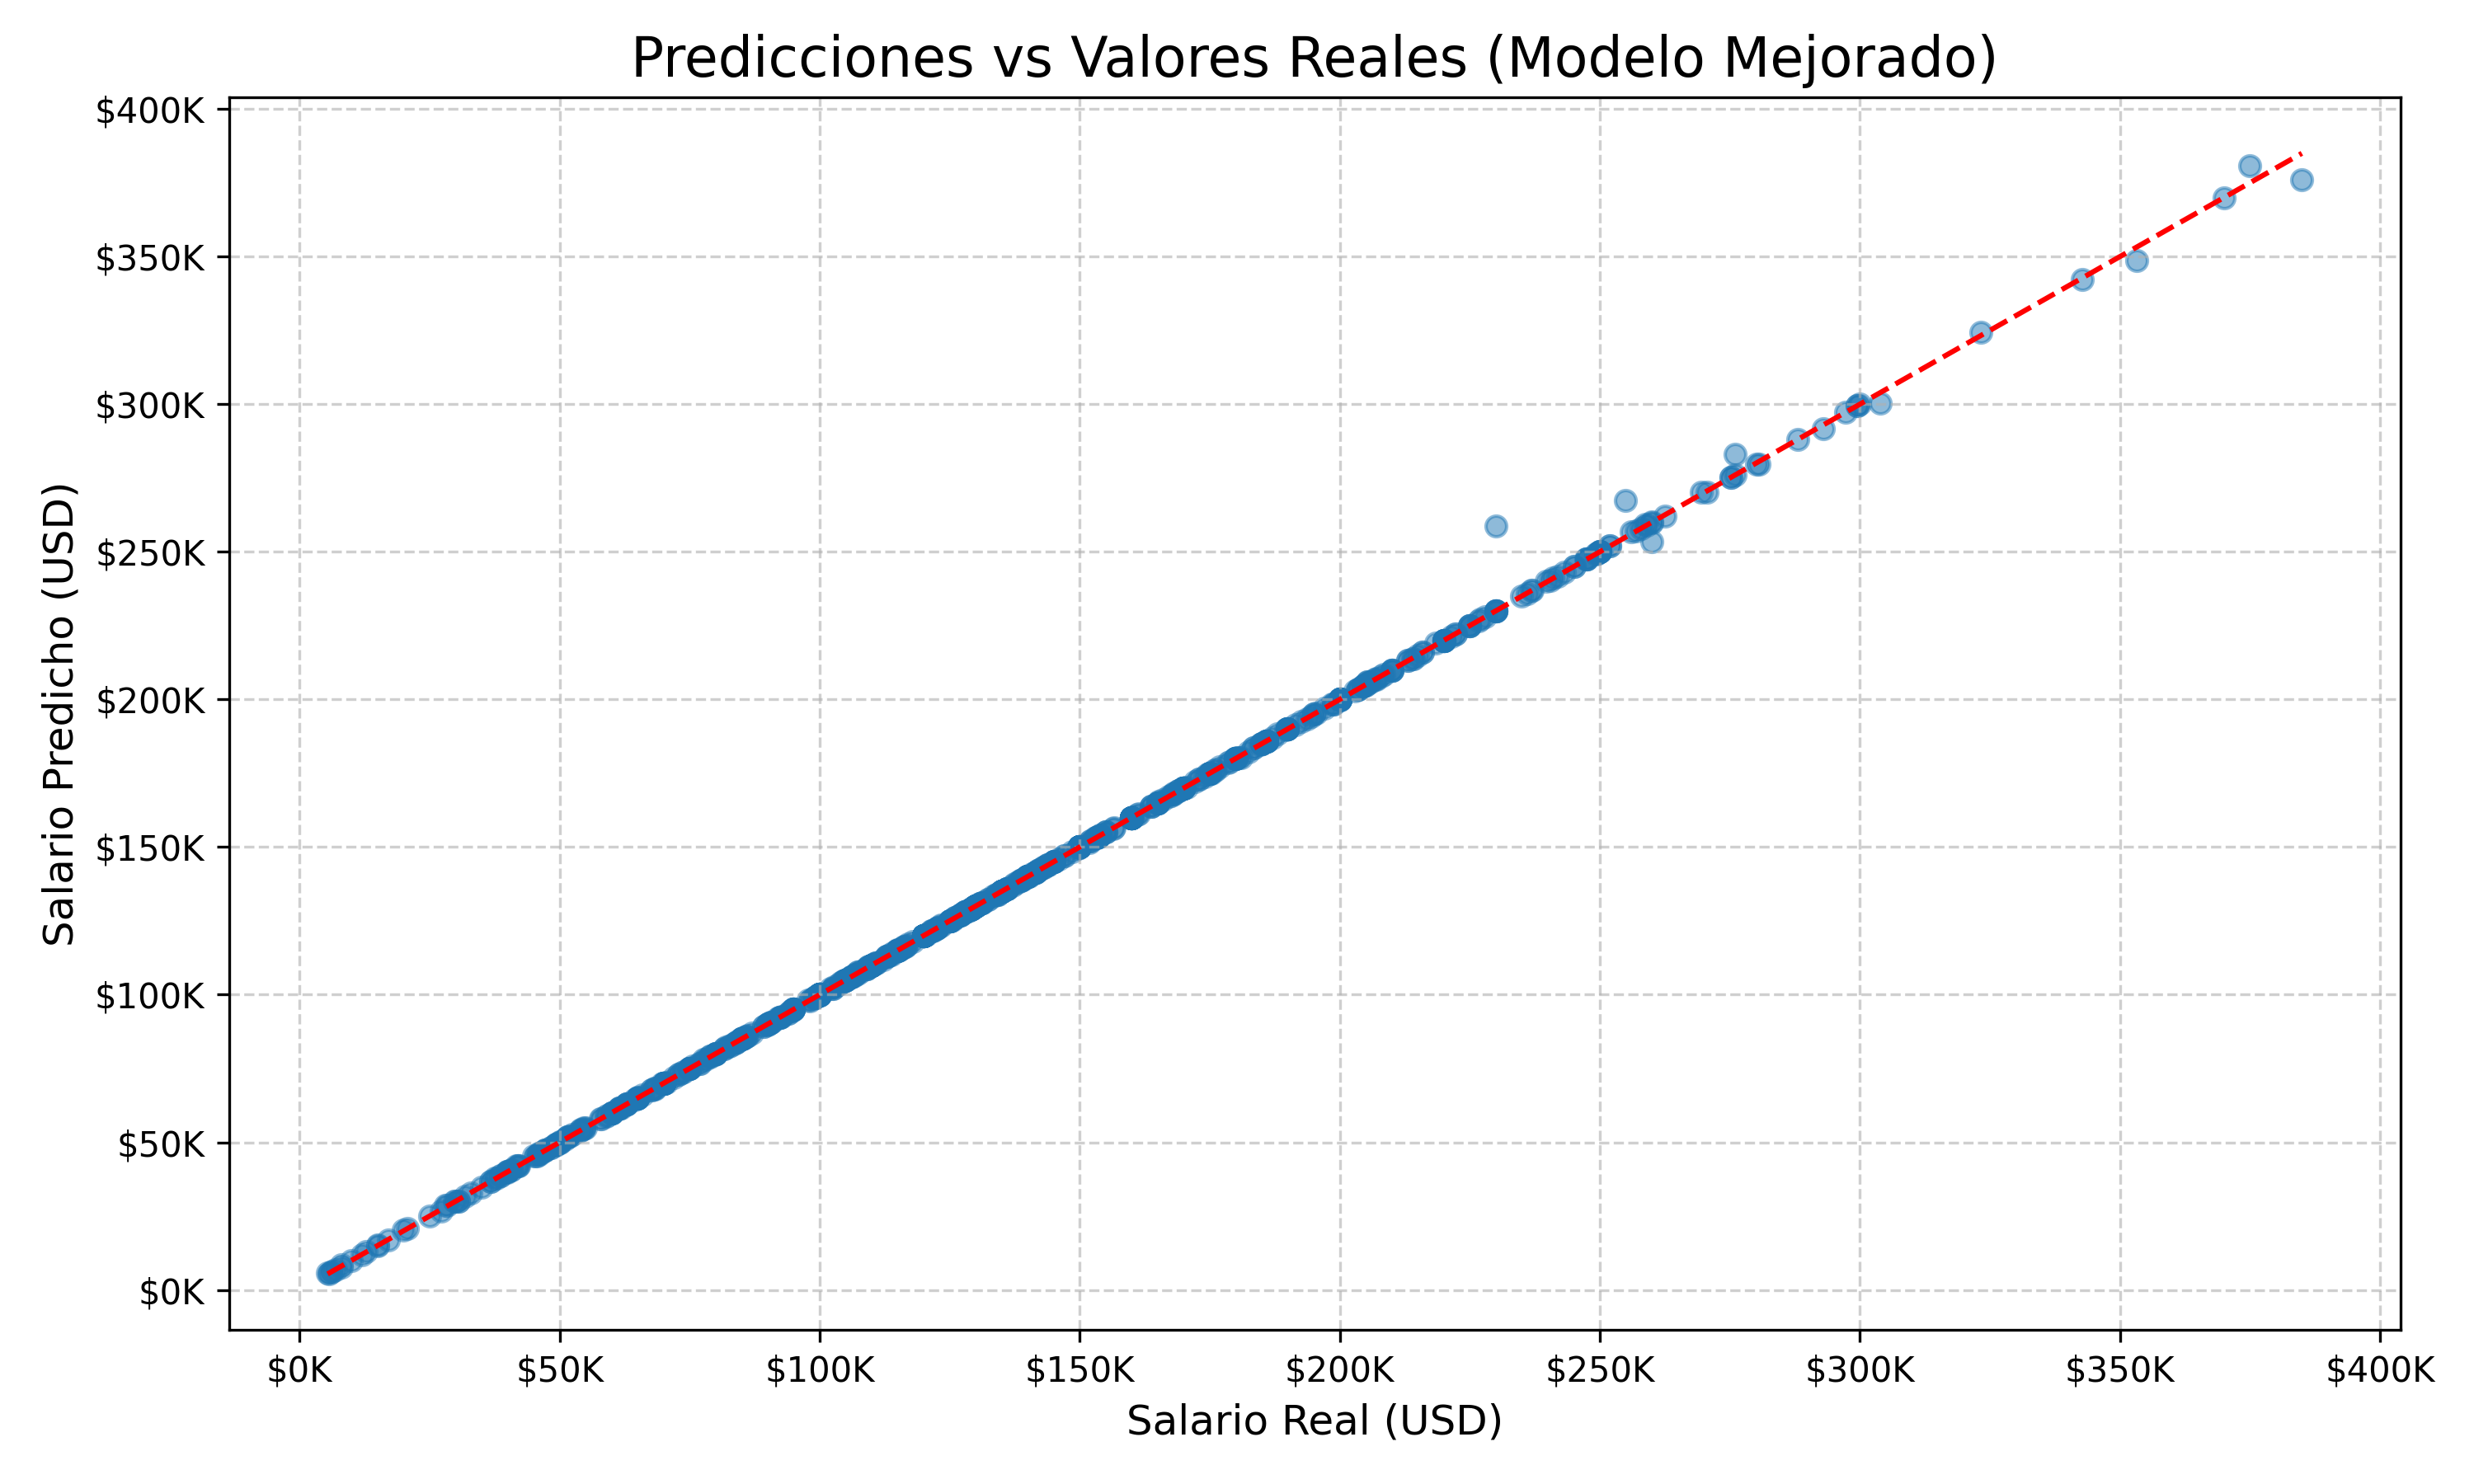 Predicciones vs Valores Reales (Modelo Mejorado)
Salario Predicho (USD)
$400K
$350K
$300K
$250K
$200K
$150K
$100K
$50K
$0K
$0K $50K $100K $150K $200K $250K $300K $350K $400K
Salario Real (USD)